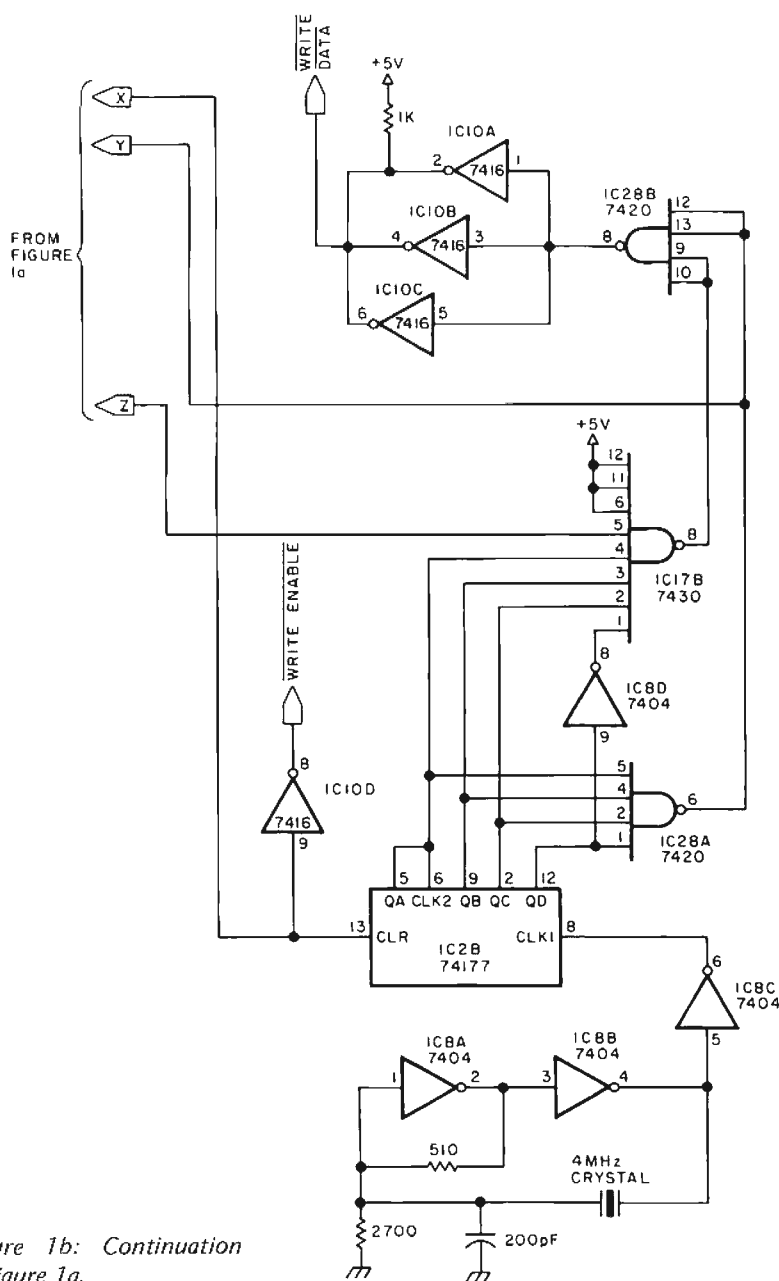 WRITE
DATA
+5V
X
1K
IC10A
Y
2
7416
1
IC28B
7420
IC10B
12
13
FROM
FIGURE
1a
4
7416
3
8
9
10
IC10C
6
7416
5
Z
+5V
12
11
6
5
8
4
3
IC17B
7430
2
1
WRITE ENABLE
8
IC8D
7404
9
8
IC10D
5
4
6
7416
2
9
1
IC28A
7420
5
6
9
2
12
QA
CLK2
QB
QC
QD
13
CLR
CLK1
8
IC2B
74177
6
IC8C
7404
IC8A
7404
IC8B
7404
5
1
2
3
4
510
4MHz
CRYSTAL
2700
200pF
ure 1b: Continuation
igure 1a.